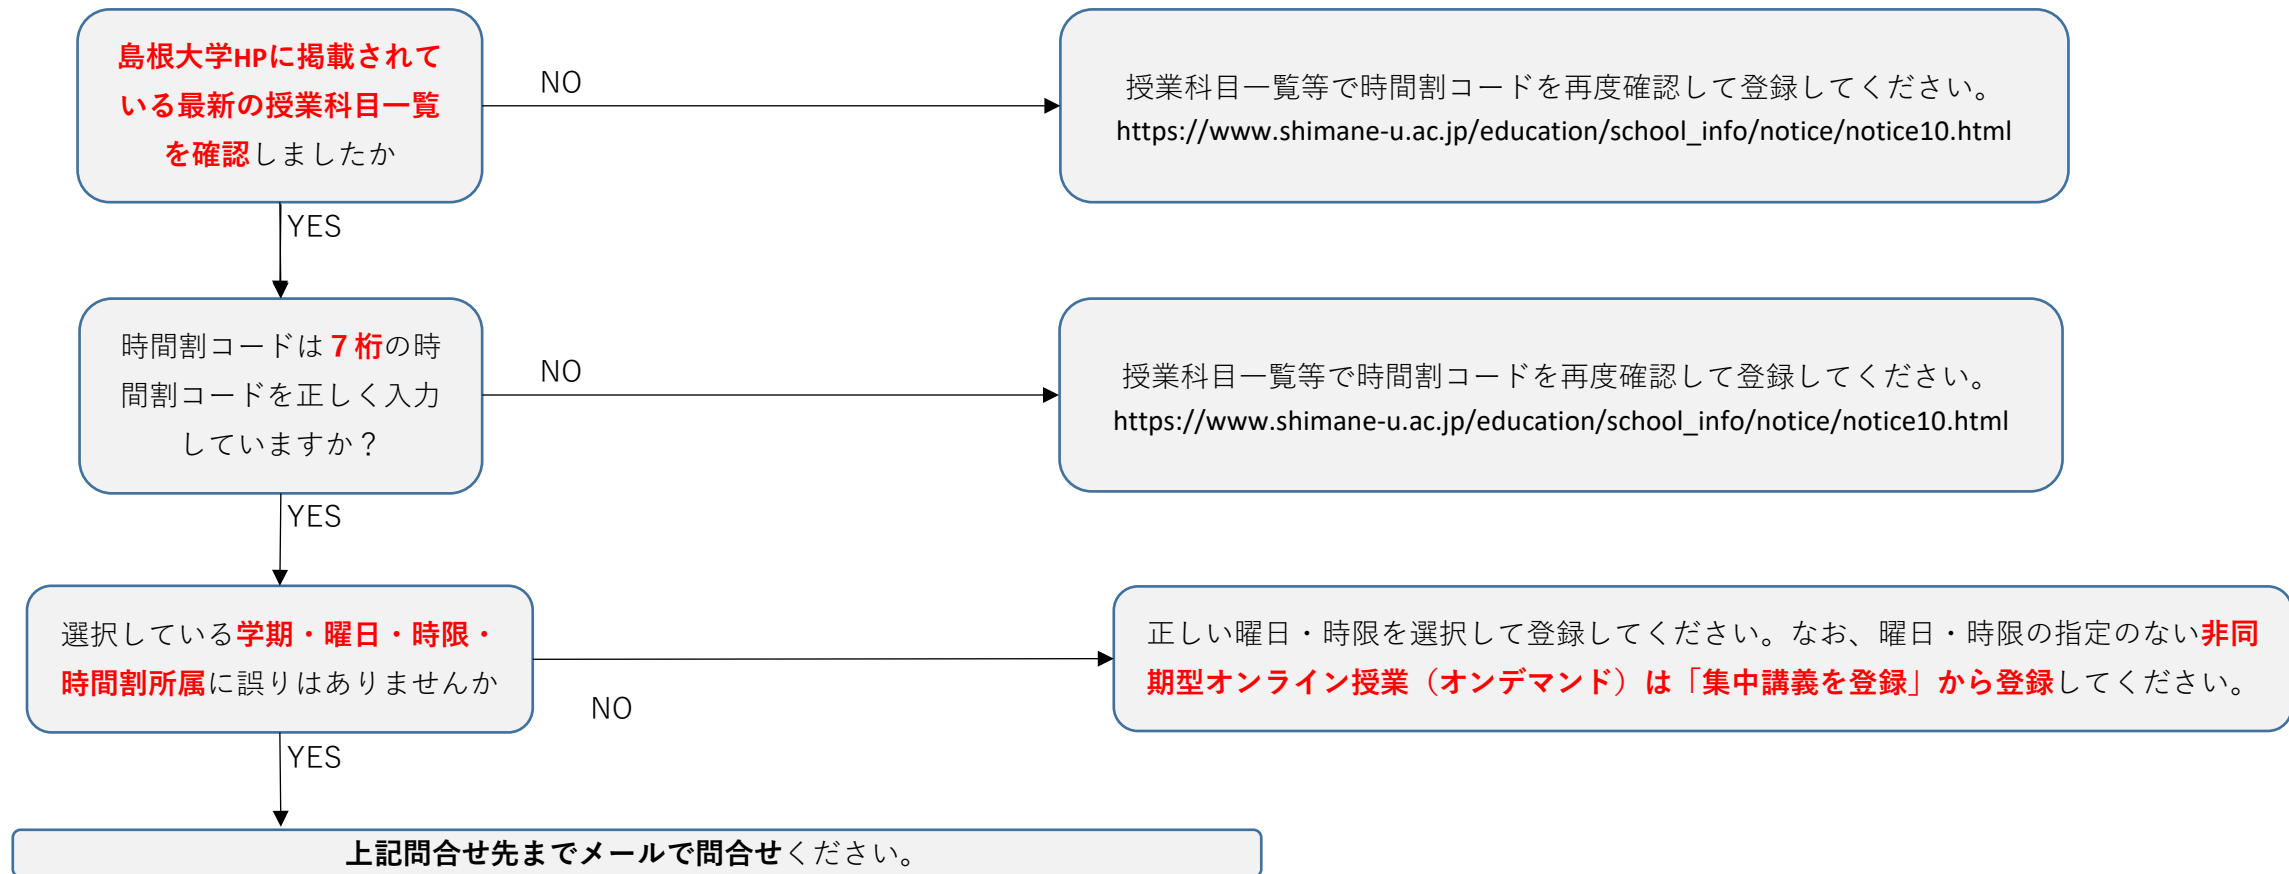 島根大学HPに掲載されて
いる最新の授業科目一覧
を確認しましたか
NO
授業科目一覧等で時間割コードを再度確認して登録してください。
https://www.shimane-u.ac.jp/education/school_info/notice/notice10.html
YES
時間割コードは７桁の時
間割コードを正しく入力
していますか？
NO
授業科目一覧等で時間割コードを再度確認して登録してください。
https://www.shimane-u.ac.jp/education/school_info/notice/notice10.html
YES
選択している学期・曜日・時限・
時間割所属に誤りはありませんか
NO
正しい曜日・時限を選択して登録してください。なお、曜日・時限の指定のない非同
期型オンライン授業（オンデマンド）は「集中講義を登録」から登録してください。
YES
上記問合せ先までメールで問合せください。